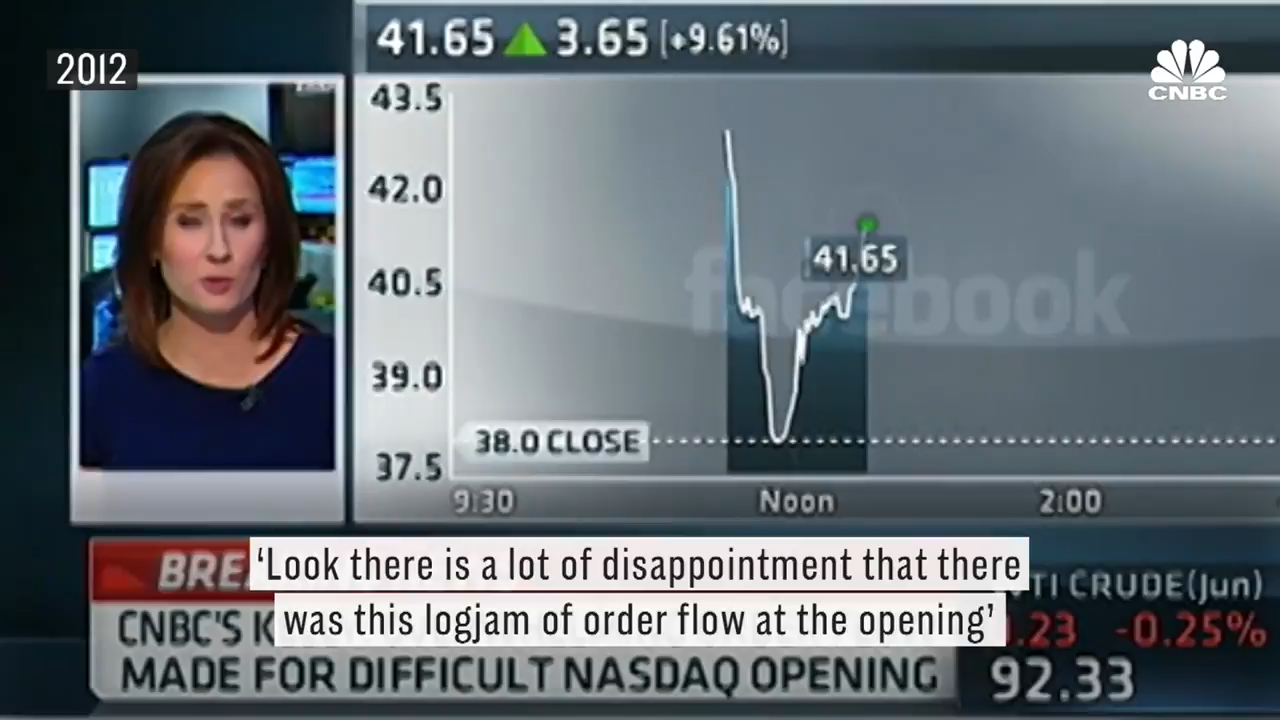 2012
CNBC
41.65 ▲ 3.65 [+9.61%]
43.5
42.0
40.5
39.0
37.5
facebook
41.65
38.0 CLOSE
9:30
Noon
2:00
‘Look there is a lot of disappointment that there
was this logjam of order flow at the opening’
CNBC'S
MADE FOR DIFFICULT NASDAQ OPENING
CRUDE(Jun)
-0.25%
92.33